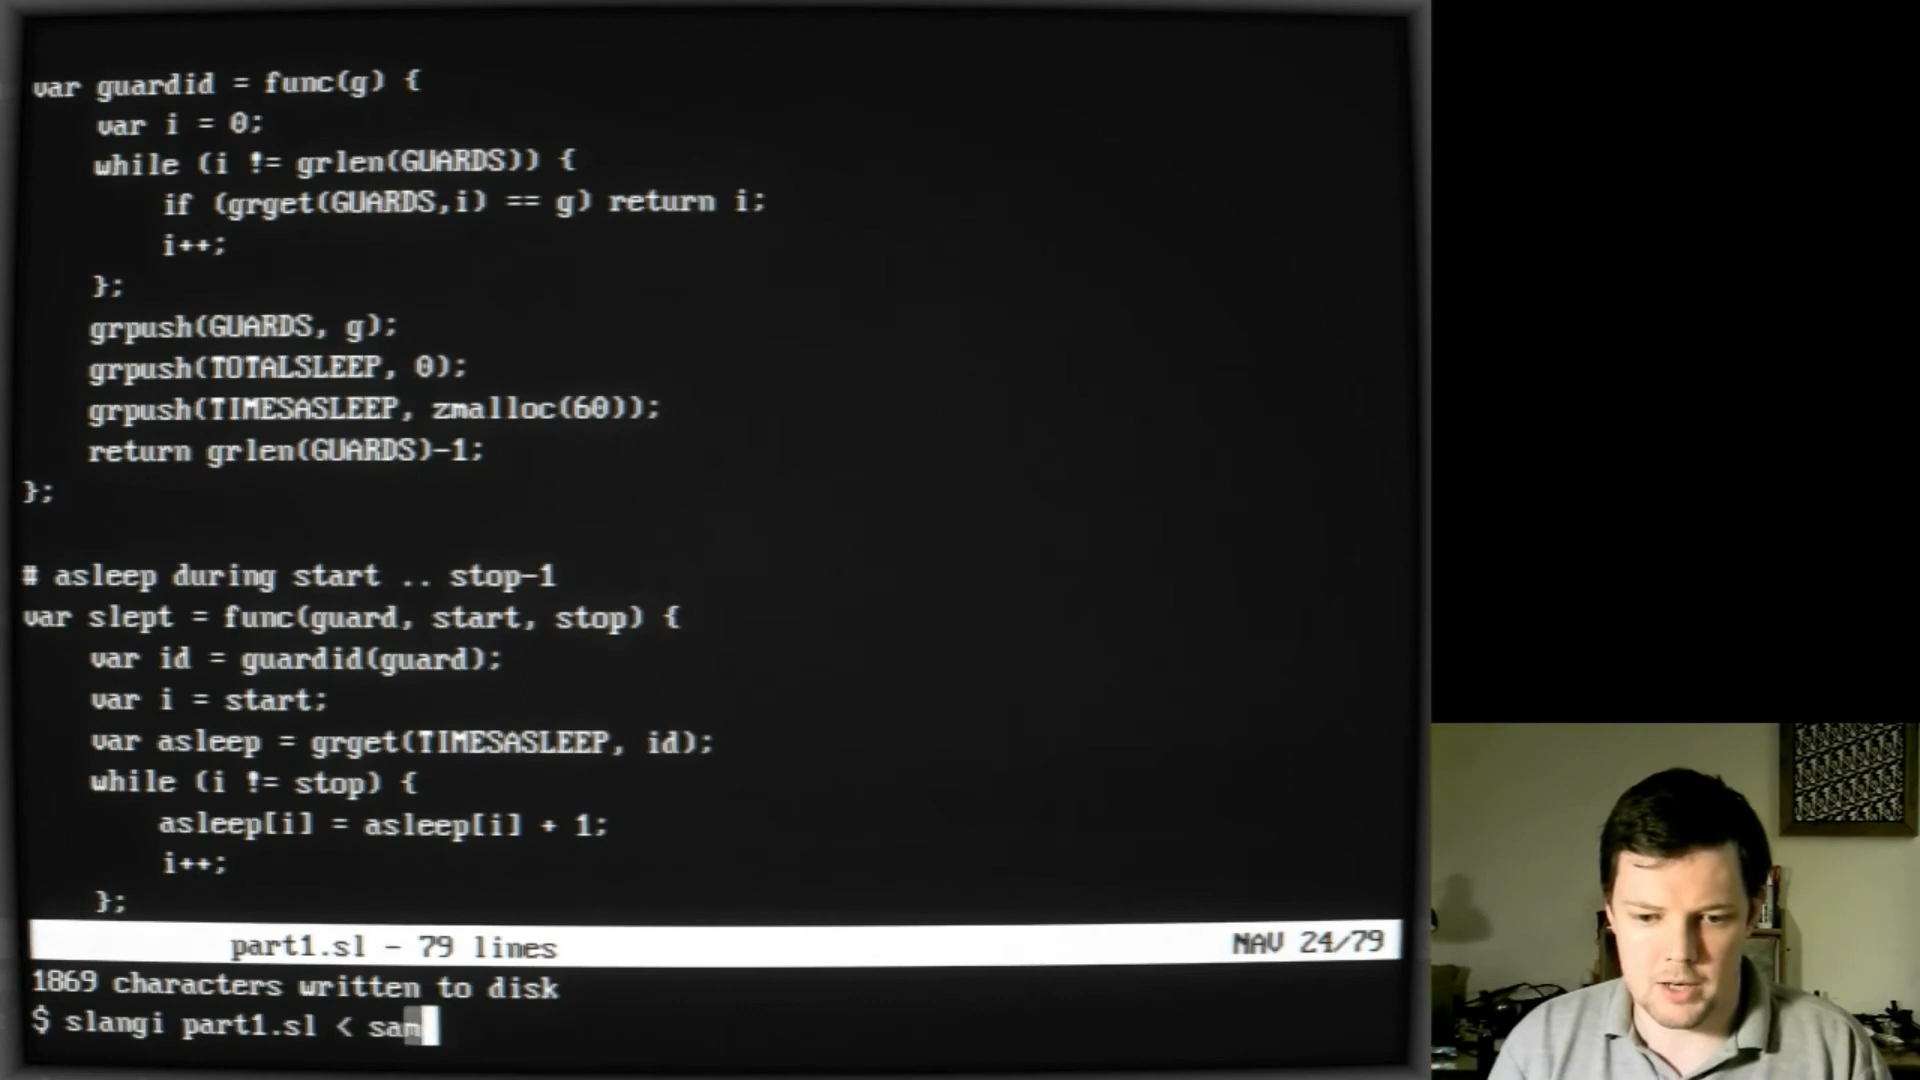 var guardid = func(g) {
    var i = 0;
    while (i != grlen(GUARDS)) {
        if (grget(GUARDS,i) == g) return i;
        i++;
    };
    grpush(GUARDS, g);
    grpush(TOTALSLEEP, 0);
    grpush(TIMESASLEEP, zmalloc(60));
    return grlen(GUARDS)-1;
};
# asleep during start .. stop-1
var slept = func(guard, start, stop) {
    var id = guardid(guard);
    var i = start;
    var asleep = grget(TIMESASLEEP, id);
    while (i != stop) {
        asleep[i] = asleep[i] + 1;
        i++;
    };
part1.sl - 79 lines NAV 24/79
1869 characters written to disk
$ slangi part1.sl < sam